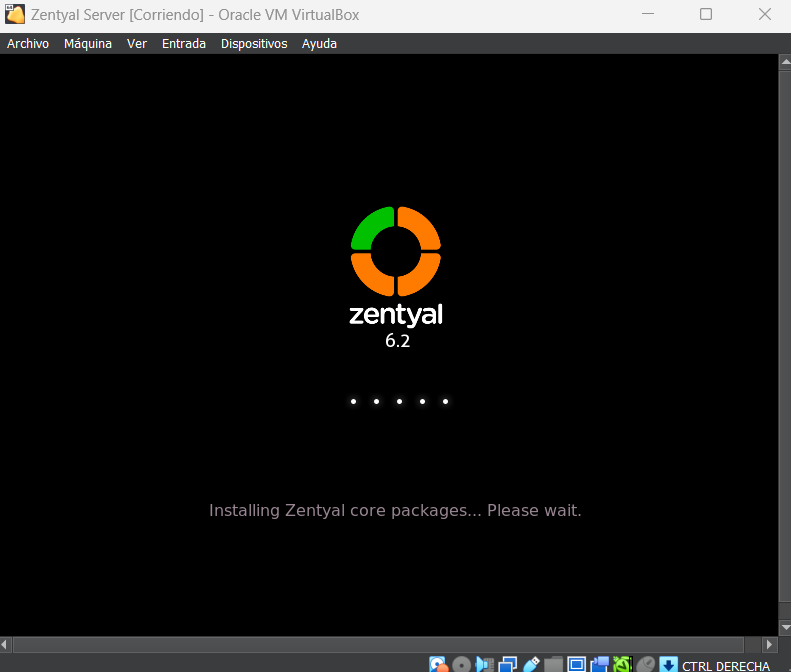 Zentyal Server [Corriendo] - Oracle VM VirtualBox
Archivo Máquina Ver Entrada Dispositivos Ayuda
zentyal
6.2
Installing Zentyal core packages... Please wait.
CTRL DERECHA